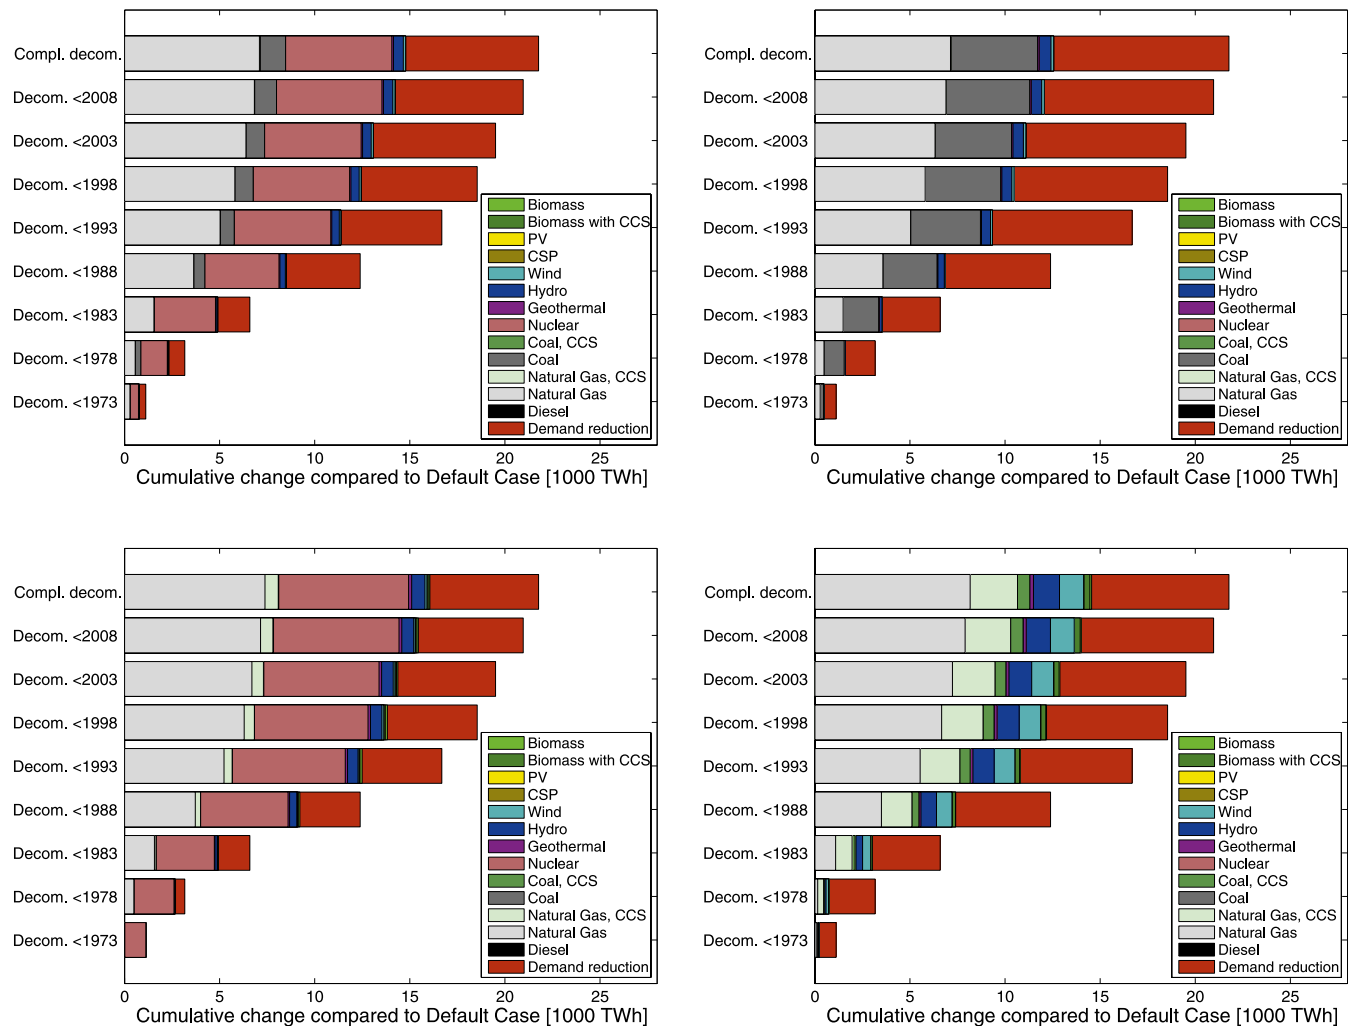 Compl. decom.
Decom. <2008
Decom. <2003
Decom. <1998
Decom. <1993
Decom. <1988
Decom. <1983
Decom. <1978
Decom. <1973
Biomass
Biomass with CCS
PV
CSP
Wind
Hydro
Geothermal
Nuclear
Coal, CCS
Coal
Natural Gas, CCS
Natural Gas
Diesel
Demand reduction
0 5 10 15 20 25
Cumulative change compared to Default Case [1000 TWh]
Compl. decom.
Decom. <2008
Decom. <2003
Decom. <1998
Decom. <1993
Decom. <1988
Decom. <1983
Decom. <1978
Decom. <1973
Biomass
Biomass with CCS
PV
CSP
Wind
Hydro
Geothermal
Nuclear
Coal, CCS
Coal
Natural Gas, CCS
Natural Gas
Diesel
Demand reduction
0 5 10 15 20 25
Cumulative change compared to Default Case [1000 TWh]
Compl. decom.
Decom. <2008
Decom. <2003
Decom. <1998
Decom. <1993
Decom. <1988
Decom. <1983
Decom. <1978
Decom. <1973
Biomass
Biomass with CCS
PV
CSP
Wind
Hydro
Geothermal
Nuclear
Coal, CCS
Coal
Natural Gas, CCS
Natural Gas
Diesel
Demand reduction
0 5 10 15 20 25
Cumulative change compared to Default Case [1000 TWh]
Compl. decom.
Decom. <2008
Decom. <2003
Decom. <1998
Decom. <1993
Decom. <1988
Decom. <1983
Decom. <1978
Decom. <1973
Biomass
Biomass with CCS
PV
CSP
Wind
Hydro
Geothermal
Nuclear
Coal, CCS
Coal
Natural Gas, CCS
Natural Gas
Diesel
Demand reduction
0 5 10 15 20 25
Cumulative change compared to Default Case [1000 TWh]